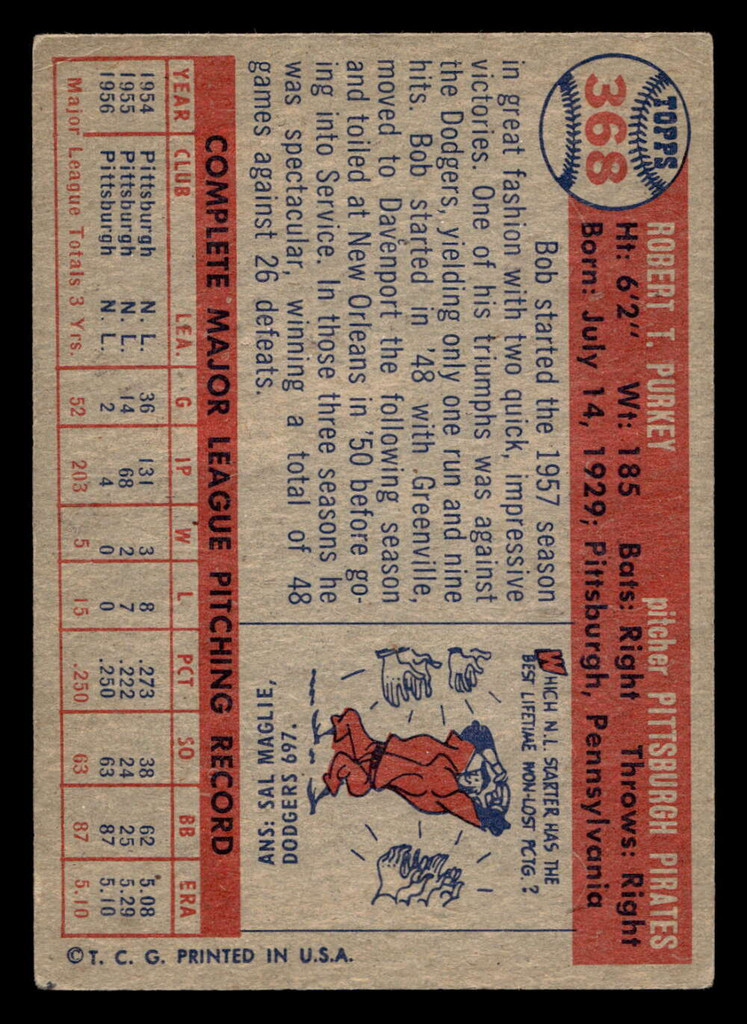 TOPPS
368
ROBERT T. PURKEY pitcher PITTSBURGH PIRATES
Ht: 6'2" Wt: 185 Bats: Right Throws: Right
Born: July 14, 1929; Pittsburgh, Pennsylvania
Bob started the 1957 season
in great fashion with two quick, impressive
victories. One of his triumphs was against
the Dodgers, yielding only one run and nine
hits. Bob started in '48 with Greenville,
moved to Davenport the following season
and toiled at New Orleans in '50 before go-
ing into Service. In those three seasons he
was spectacular, winning a total of 48
games against 26 defeats.
WHICH N.L. STARTER HAS THE
BEST LIFETIME WON-LOST PCTG.?
ANS: SAL MAGLIE,
DODGERS 697.
COMPLETE MAJOR LEAGUE PITCHING RECORD
YEAR CLUB LEA. G IP W L PCT SO BB ERA
1954 Pittsburgh N. L. 36 131 3 8 .273 38 62 5.08
1955 Pittsburgh N. L. 14 68 2 7 .222 24 25 5.29
1956 Pittsburgh N. L. 2 4 0 0 .250 63 87 5.10
Major League Totals 3 Yrs. 52 203 5 15 .250 63 87 5.10
© T. C. G. PRINTED IN U.S.A.